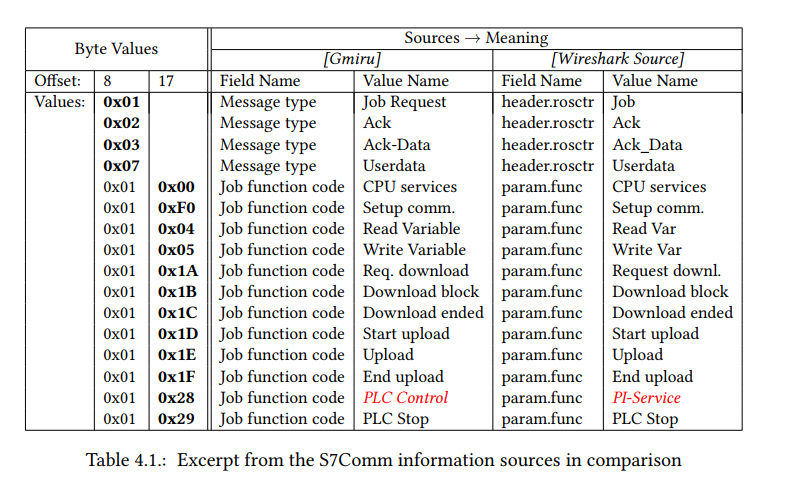 Byte Values Sources → Meaning
[Gmiru] [Wireshark Source]
Offset: 8 17 Field Name Value Name Field Name Value Name
Values: 0x01 Message type Job Request header.rosctr Job
0x02 Message type Ack header.rosctr Ack
0x03 Message type Ack-Data header.rosctr Ack_Data
0x07 Message type Userdata header.rosctr Userdata
0x01 0x00 Job function code CPU services param.func CPU services
0x01 0xF0 Job function code Setup comm. param.func Setup comm.
0x01 0x04 Job function code Read Variable param.func Read Var
0x01 0x05 Job function code Write Variable param.func Write Var
0x01 0x1A Job function code Req. download param.func Request downl.
0x01 0x1B Job function code Download block param.func Download block
0x01 0x1C Job function code Download ended param.func Download ended
0x01 0x1D Job function code Start upload param.func Start upload
0x01 0x1E Job function code Upload param.func Upload
0x01 0x1F Job function code End upload param.func End upload
0x01 0x28 Job function code PLC Control param.func PI-Service
0x01 0x29 Job function code PLC Stop param.func PLC Stop
Table 4.1.: Excerpt from the S7Comm information sources in comparison